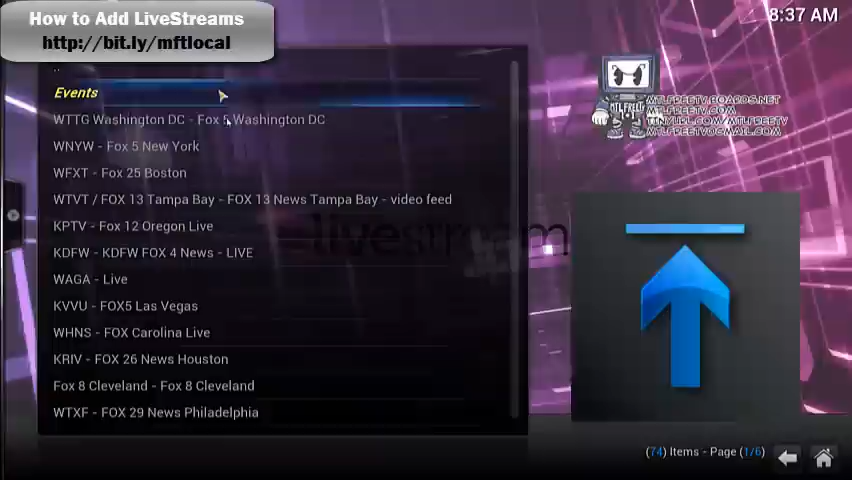 How to Add LiveStreams
http://bit.ly/mftlocal
8:37 AM
..
Events
WTTG Washington DC - Fox 5 Washington DC
WNYW - Fox 5 New York
WFXT - Fox 25 Boston
WTVT / FOX 13 Tampa Bay - FOX 13 News Tampa Bay - video feed
KPTV - Fox 12 Oregon Live
KDFW - KDFW FOX 4 News - LIVE
WAGA - Live
KVVU - FOX5 Las Vegas
WHNS - FOX Carolina Live
KRIV - FOX 26 News Houston
Fox 8 Cleveland - Fox 8 Cleveland
WTXF - FOX 29 News Philadelphia
livestream
MTLFREETV.BOARDS.NET
TINYURL.COM/MTLFREETV
MTLFREETV@GMAIL.COM
(74) Items - Page (1/6)